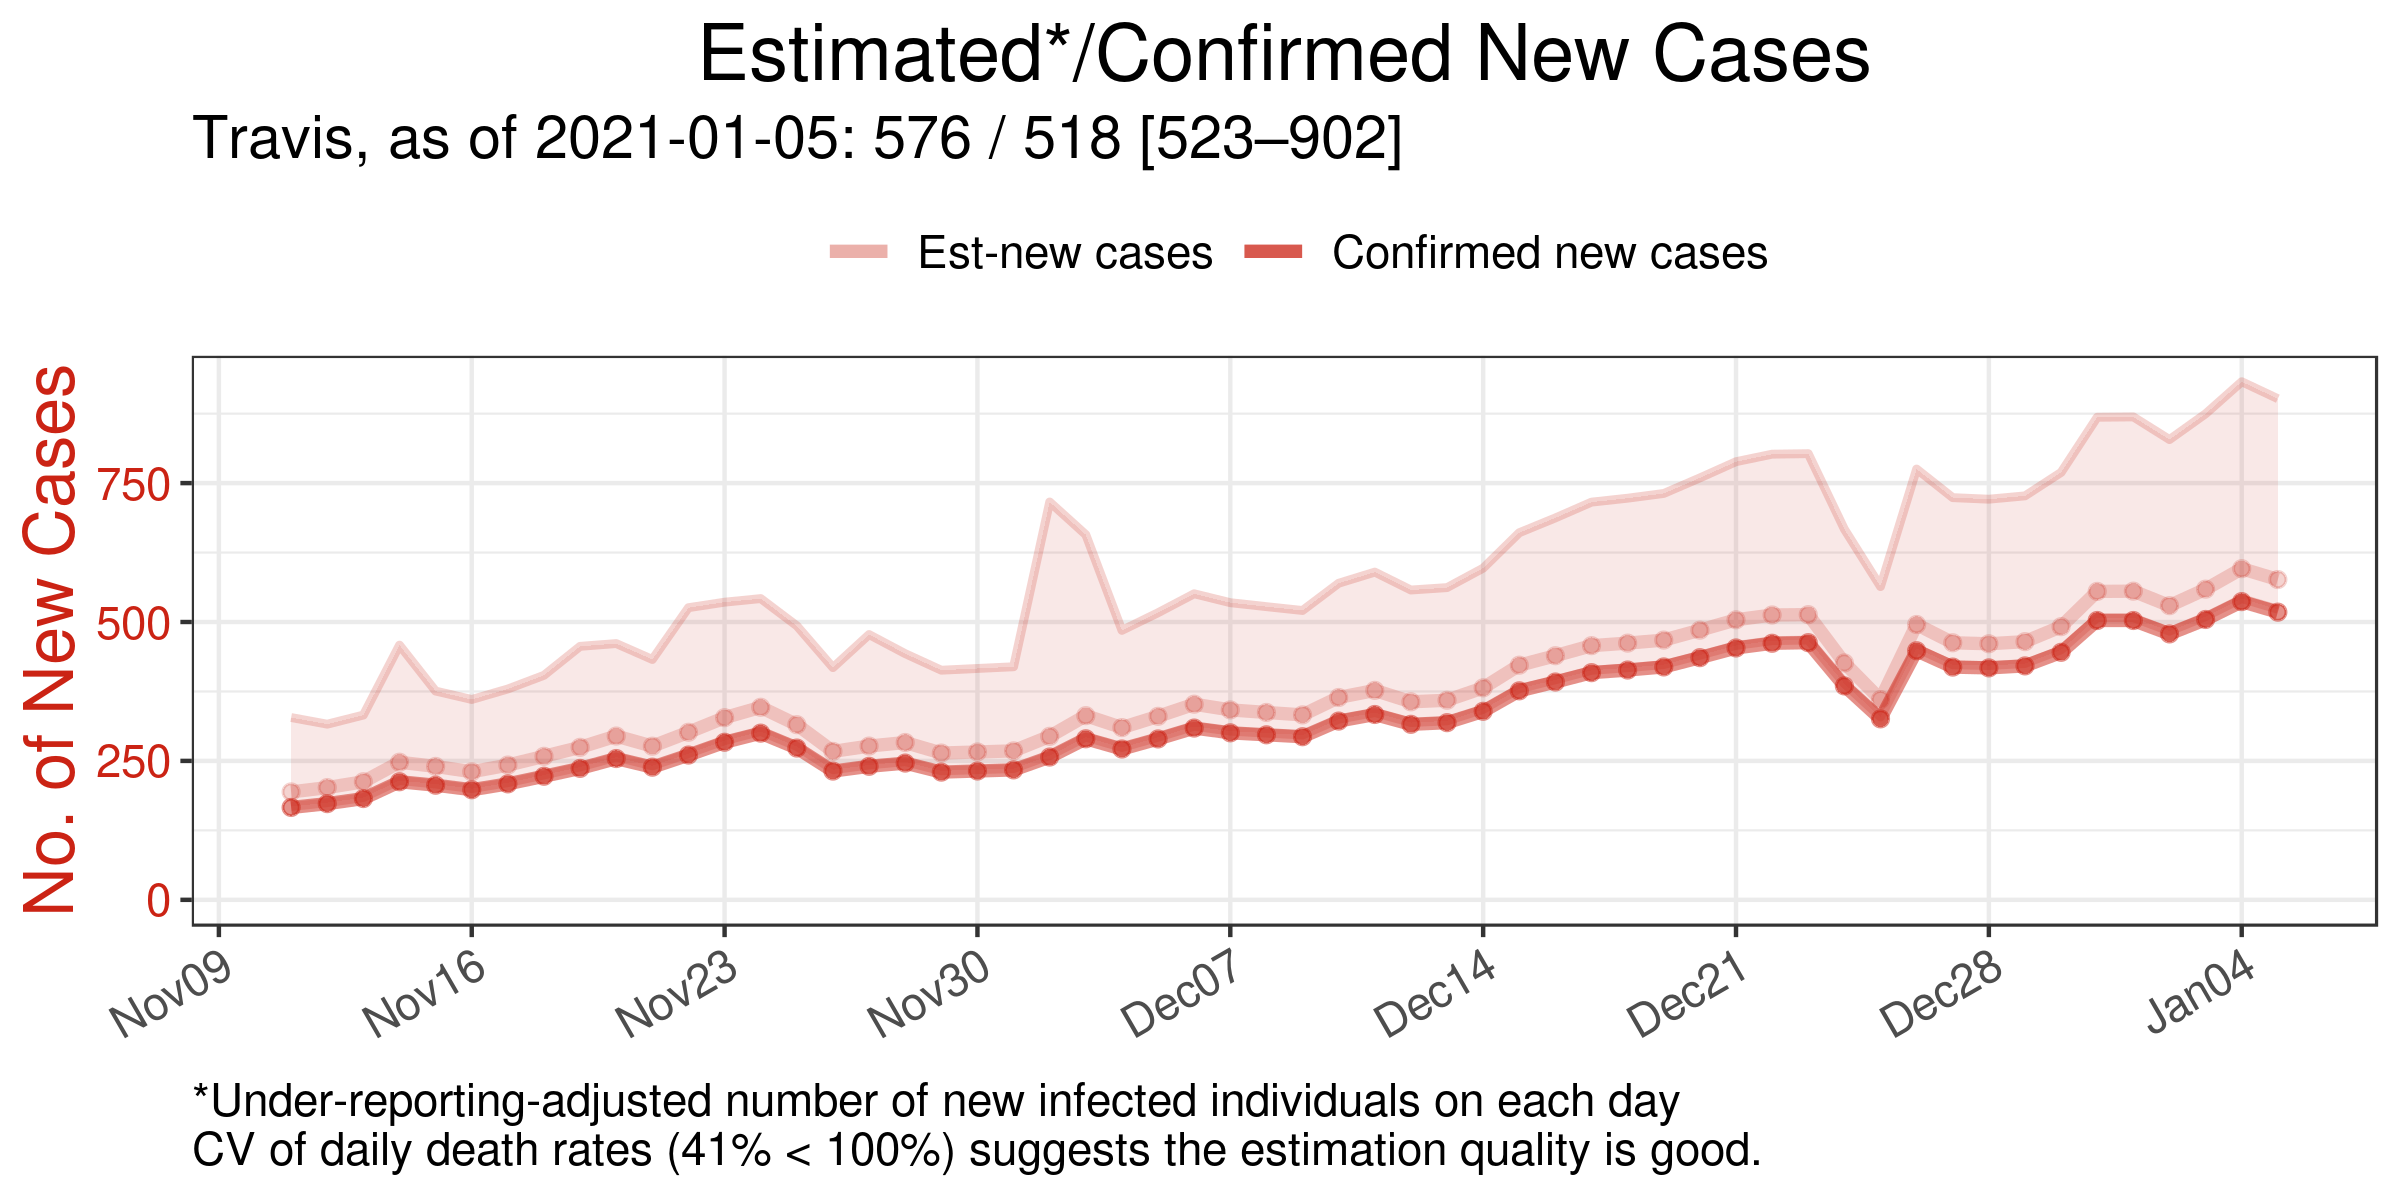 Estimated*/Confirmed New Cases
Travis, as of 2021-01-05: 576 / 518 [523–902]
Est-new cases
Confirmed new cases
No. of New Cases
750
500
250
0
Nov09
Nov16
Nov23
Nov30
Dec07
Dec14
Dec21
Dec28
Jan04
*Under-reporting-adjusted number of new infected individuals on each day
CV of daily death rates (41% < 100%) suggests the estimation quality is good.